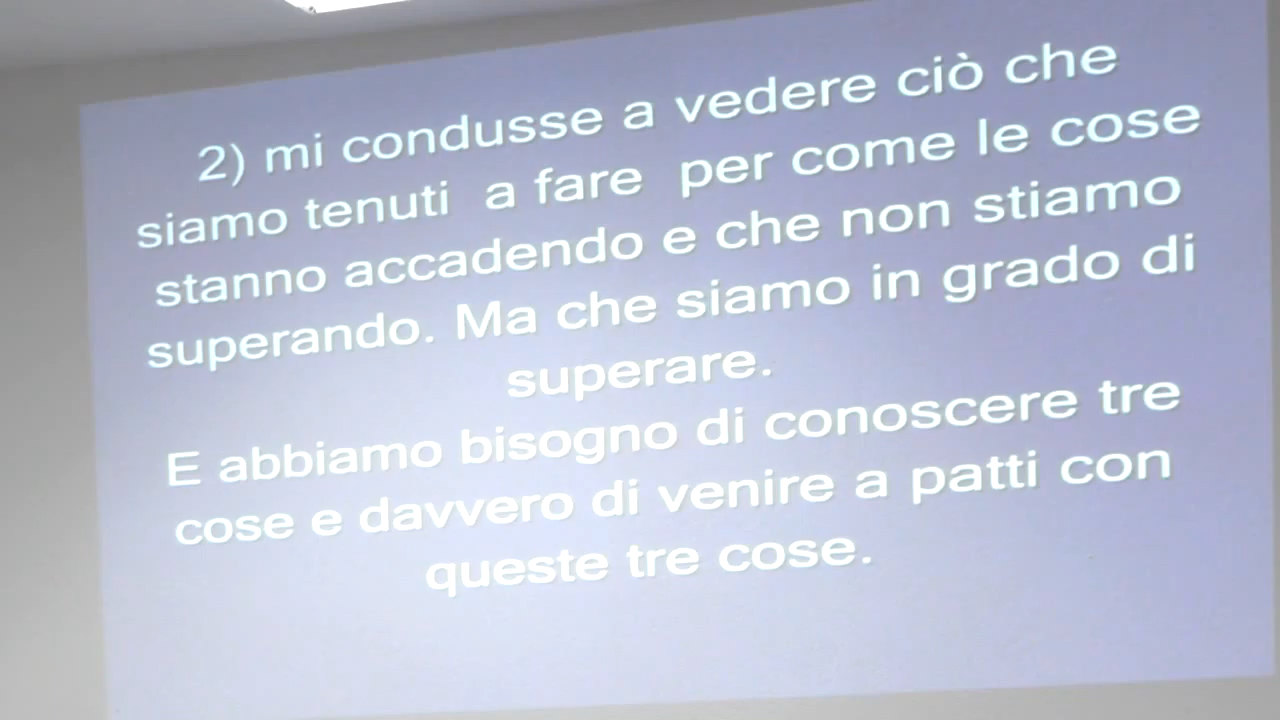 2) mi condusse a vedere ciò che
siamo tenuti a fare per come le cose
stanno accadendo e che non stiamo
superando. Ma che siamo in grado di
superare.
E abbiamo bisogno di conoscere tre
cose e davvero di venire a patti con
queste tre cose.